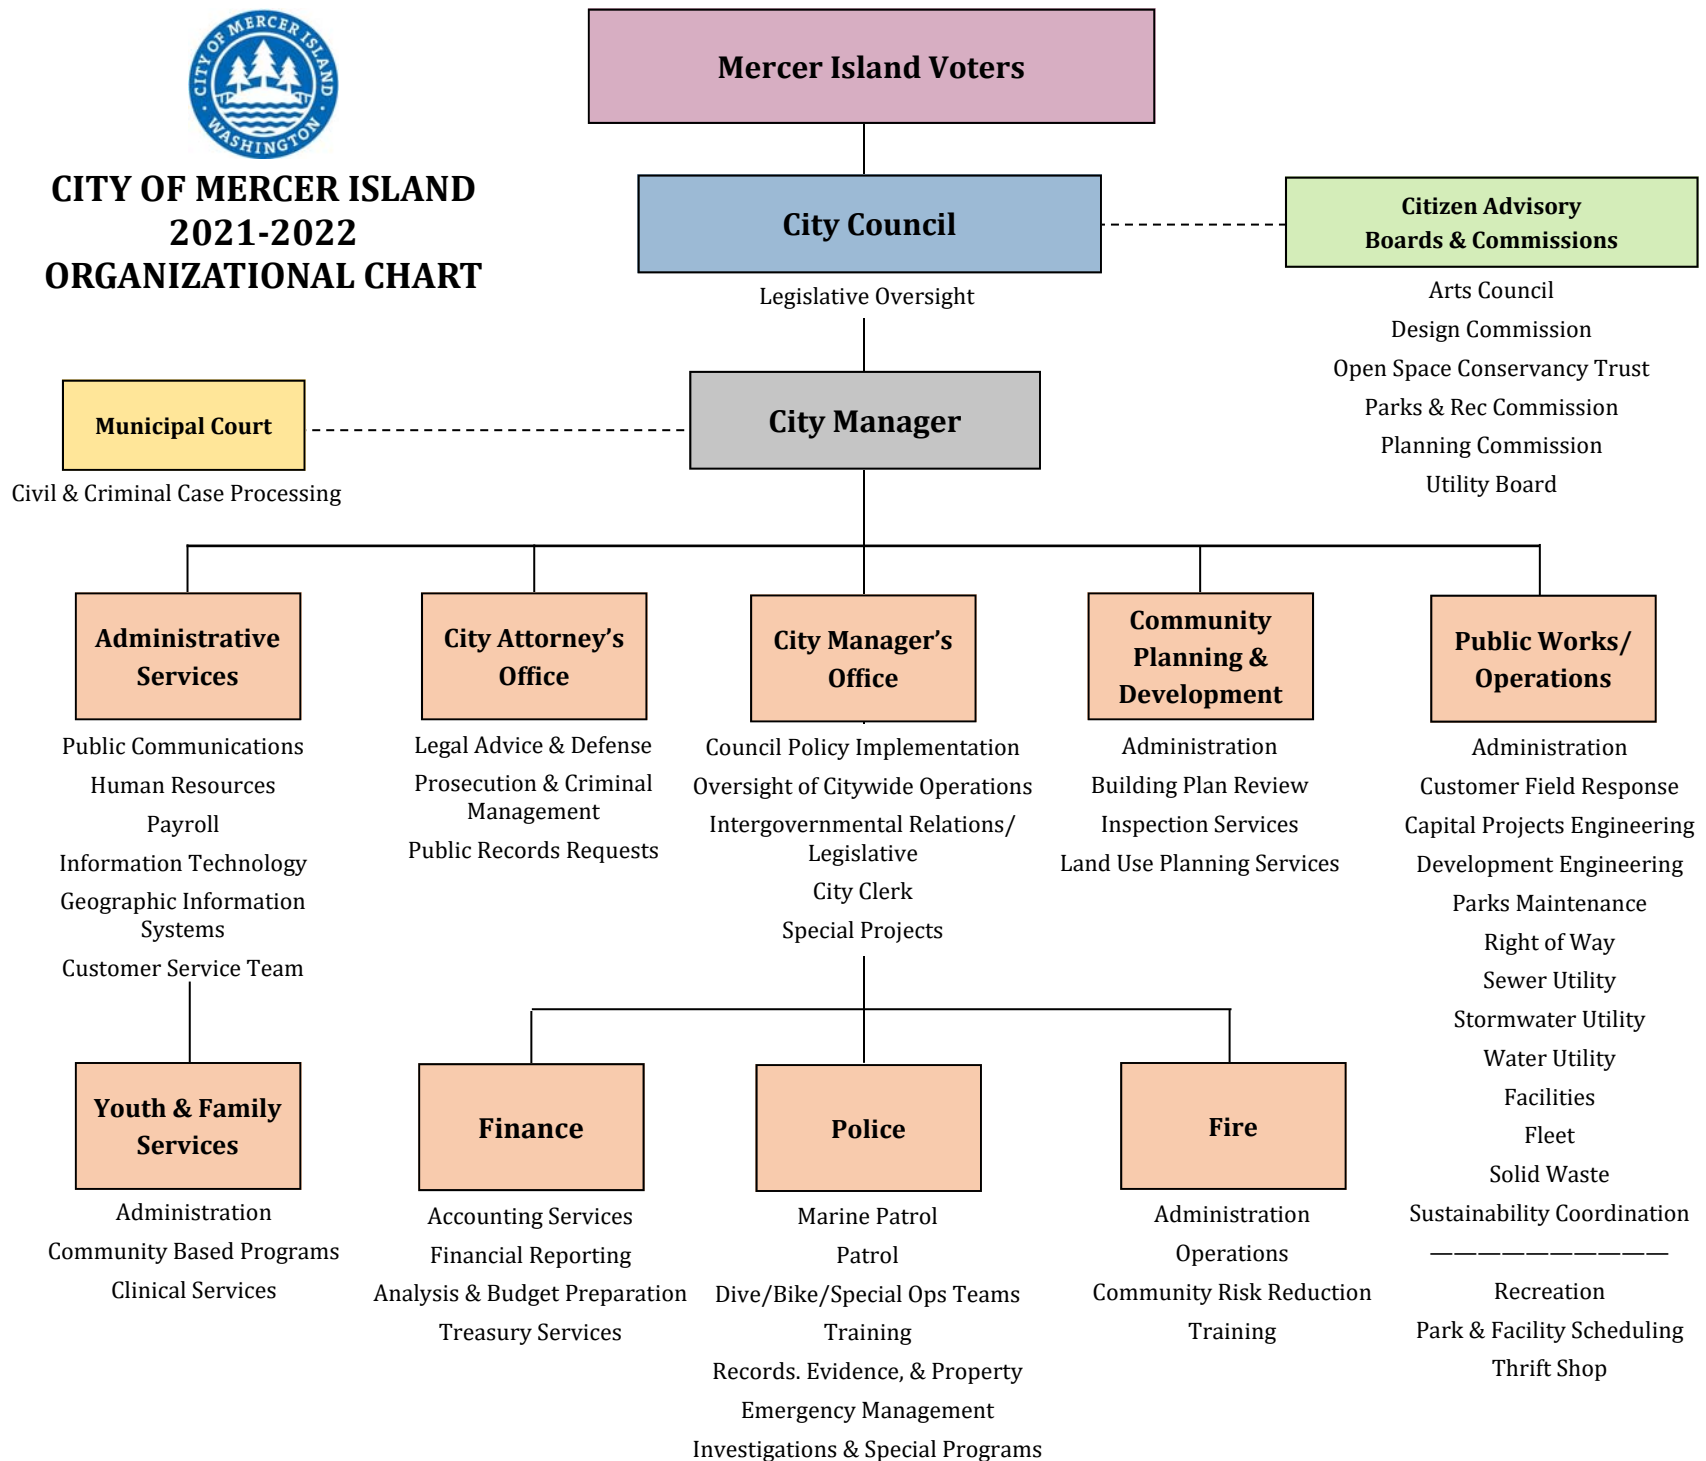 CITY OF MERCER ISLAND
WASHINGTON
CITY OF MERCER ISLAND
2021-2022
ORGANIZATIONAL CHART
Mercer Island Voters
City Council
Legislative Oversight
Citizen Advisory
Boards & Commissions
Arts Council
Design Commission
Open Space Conservancy Trust
Parks & Rec Commission
Planning Commission
Utility Board
Municipal Court
Civil & Criminal Case Processing
City Manager
Administrative
Services
Public Communications
Human Resources
Payroll
Information Technology
Geographic Information
Systems
Customer Service Team
City Attorney’s
Office
Legal Advice & Defense
Prosecution & Criminal
Management
Public Records Requests
City Manager’s
Office
Council Policy Implementation
Oversight of Citywide Operations
Intergovernmental Relations/
Legislative
City Clerk
Special Projects
Community
Planning &
Development
Administration
Building Plan Review
Inspection Services
Land Use Planning Services
Public Works/
Operations
Administration
Customer Field Response
Capital Projects Engineering
Development Engineering
Parks Maintenance
Right of Way
Sewer Utility
Stormwater Utility
Water Utility
Facilities
Fleet
Solid Waste
Sustainability Coordination
——————————
Recreation
Park & Facility Scheduling
Thrift Shop
Youth & Family
Services
Administration
Community Based Programs
Clinical Services
Finance
Accounting Services
Financial Reporting
Analysis & Budget Preparation
Treasury Services
Police
Marine Patrol
Patrol
Dive/Bike/Special Ops Teams
Training
Records. Evidence, & Property
Emergency Management
Investigations & Special Programs
Fire
Administration
Operations
Community Risk Reduction
Training